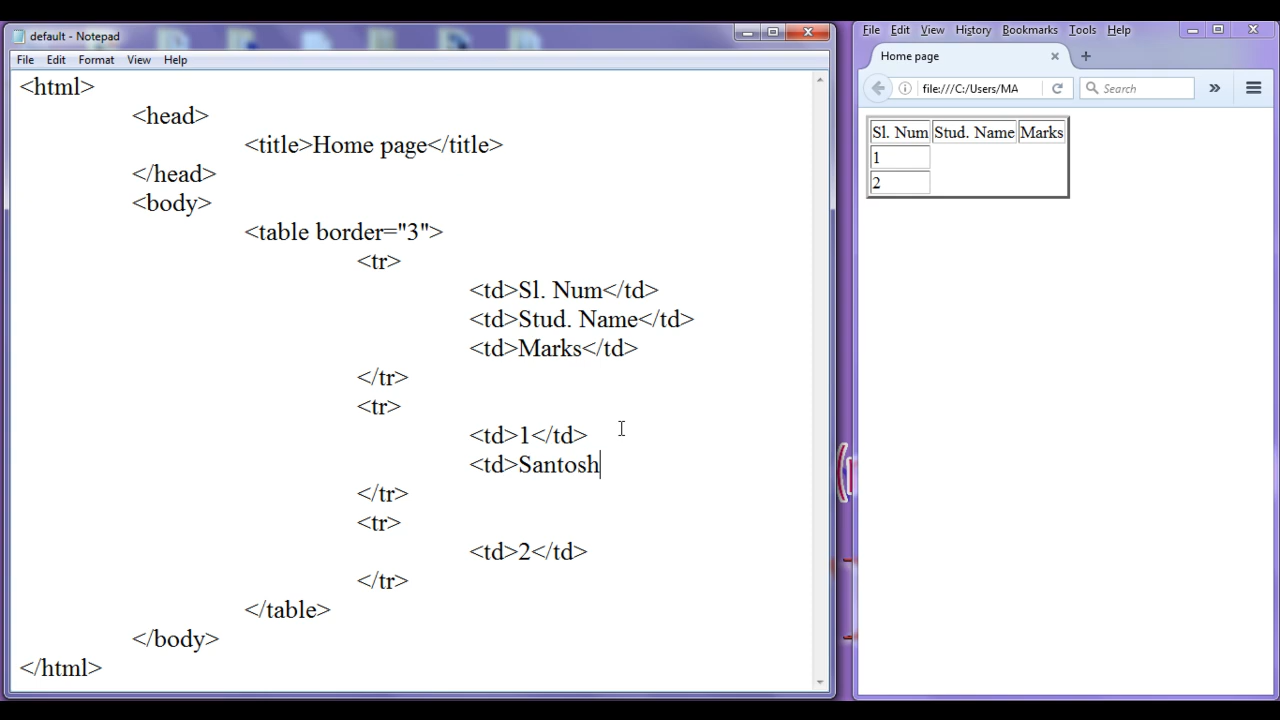 default - Notepad
File Edit Format View Help
<html>
<head>
<title>Home page</title>
</head>
<body>
<table border="3">
<tr>
<td>Sl. Num</td>
<td>Stud. Name</td>
<td>Marks</td>
</tr>
<tr>
<td>1</td>
<td>Santosh
</tr>
<tr>
<td>2</td>
</tr>
</table>
</body>
</html>
File Edit View History Bookmarks Tools Help
Home page
file:///C:/Users/MA Search
Sl. Num Stud. Name Marks
1
2